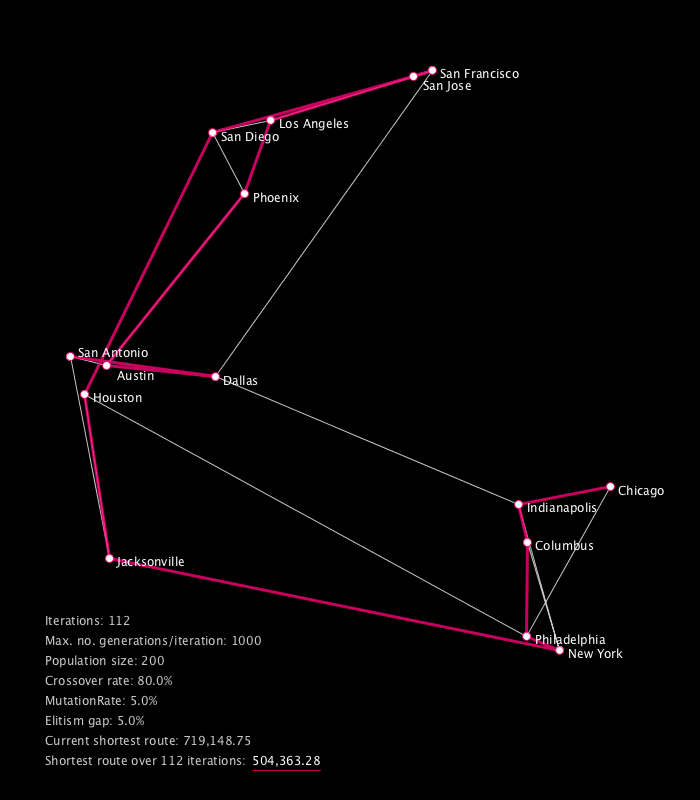 San Francisco
San Jose
Los Angeles
San Diego
Phoenix
San Antonio
Austin
Dallas
Houston
Chicago
Indianapolis
Columbus
Jacksonville
Philadelphia
New York
Iterations: 112
Max. no. generations/iteration: 1000
Population size: 200
Crossover rate: 80.0%
MutationRate: 5.0%
Elitism gap: 5.0%
Current shortest route: 719,148.75
Shortest route over 112 iterations: 504,363.28